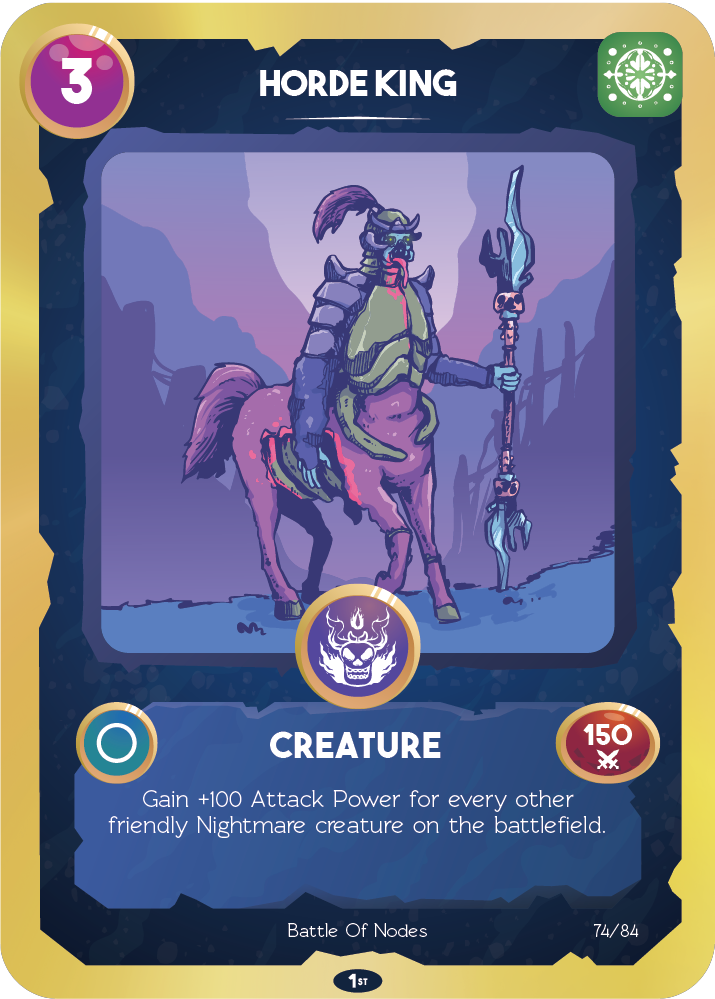 3
HORDE KING
CREATURE
150
Gain +100 Attack Power for every other
friendly Nightmare creature on the battlefield.
Battle Of Nodes
74/84
1ST